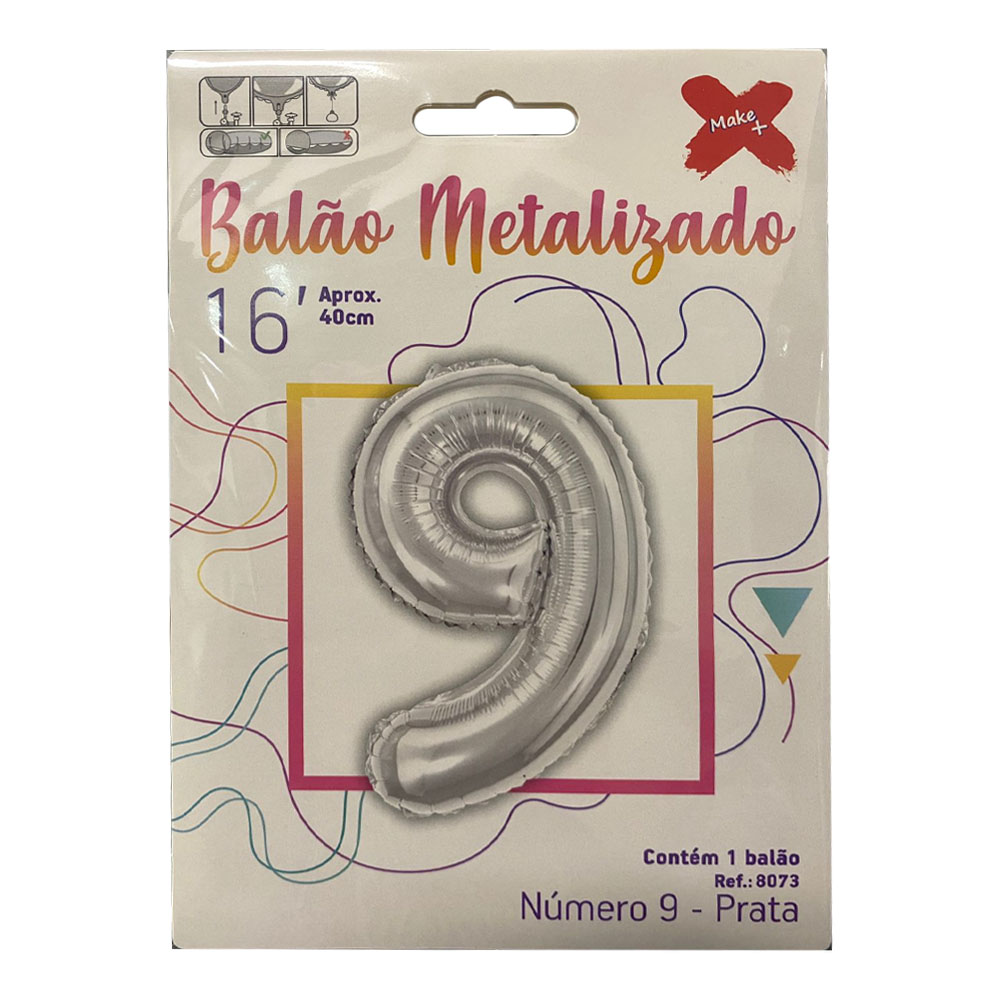 Make
+
Balão Metalizado
16' Aprox.
40cm
Contém 1 balão
Ref.: 8073
Número 9 - Prata